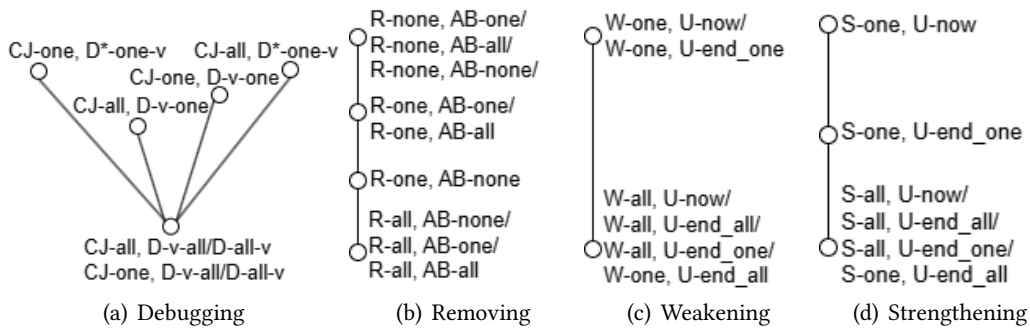 CJ-one, D*-one-v
CJ-all, D*-one-v
CJ-one, D-v-one
CJ-all, D-v-one
CJ-all, D-v-all/D-all-v
CJ-one, D-v-all/D-all-v
(a) Debugging
R-none, AB-one/
R-none, AB-all/
R-none, AB-none/
R-one, AB-one/
R-one, AB-all
R-one, AB-none
R-all, AB-none/
R-all, AB-one/
R-all, AB-all
(b) Removing
W-one, U-now/
W-one, U-end_one
W-all, U-now/
W-all, U-end_all/
W-all, U-end_one/
W-one, U-end_all
(c) Weakening
S-one, U-now
S-one, U-end_one
S-all, U-now/
S-all, U-end_all/
S-all, U-end_one/
S-one, U-end_all
(d) Strengthening